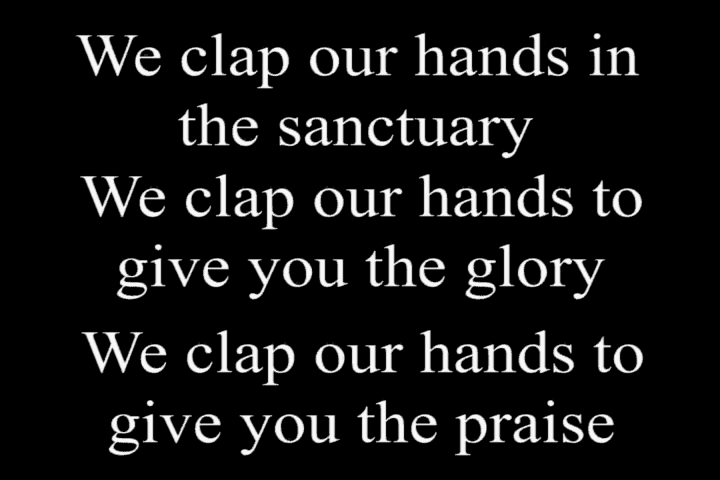 We clap our hands in
the sanctuary
We clap our hands to
give you the glory
We clap our hands to
give you the praise